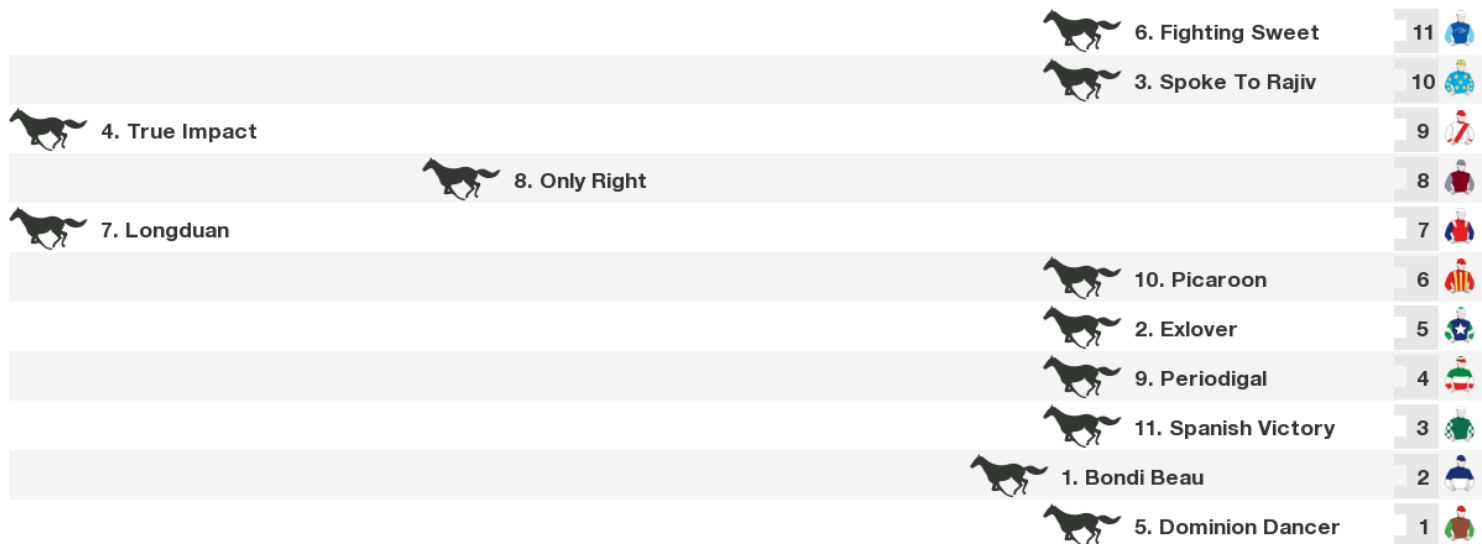 6. Fighting Sweet 11
3. Spoke To Rajiv 10
4. True Impact 9
8. Only Right 8
7. Longduan 7
10. Picaroon 6
2. Exlover 5
9. Periodigal 4
11. Spanish Victory 3
1. Bondi Beau 2
5. Dominion Dancer 1